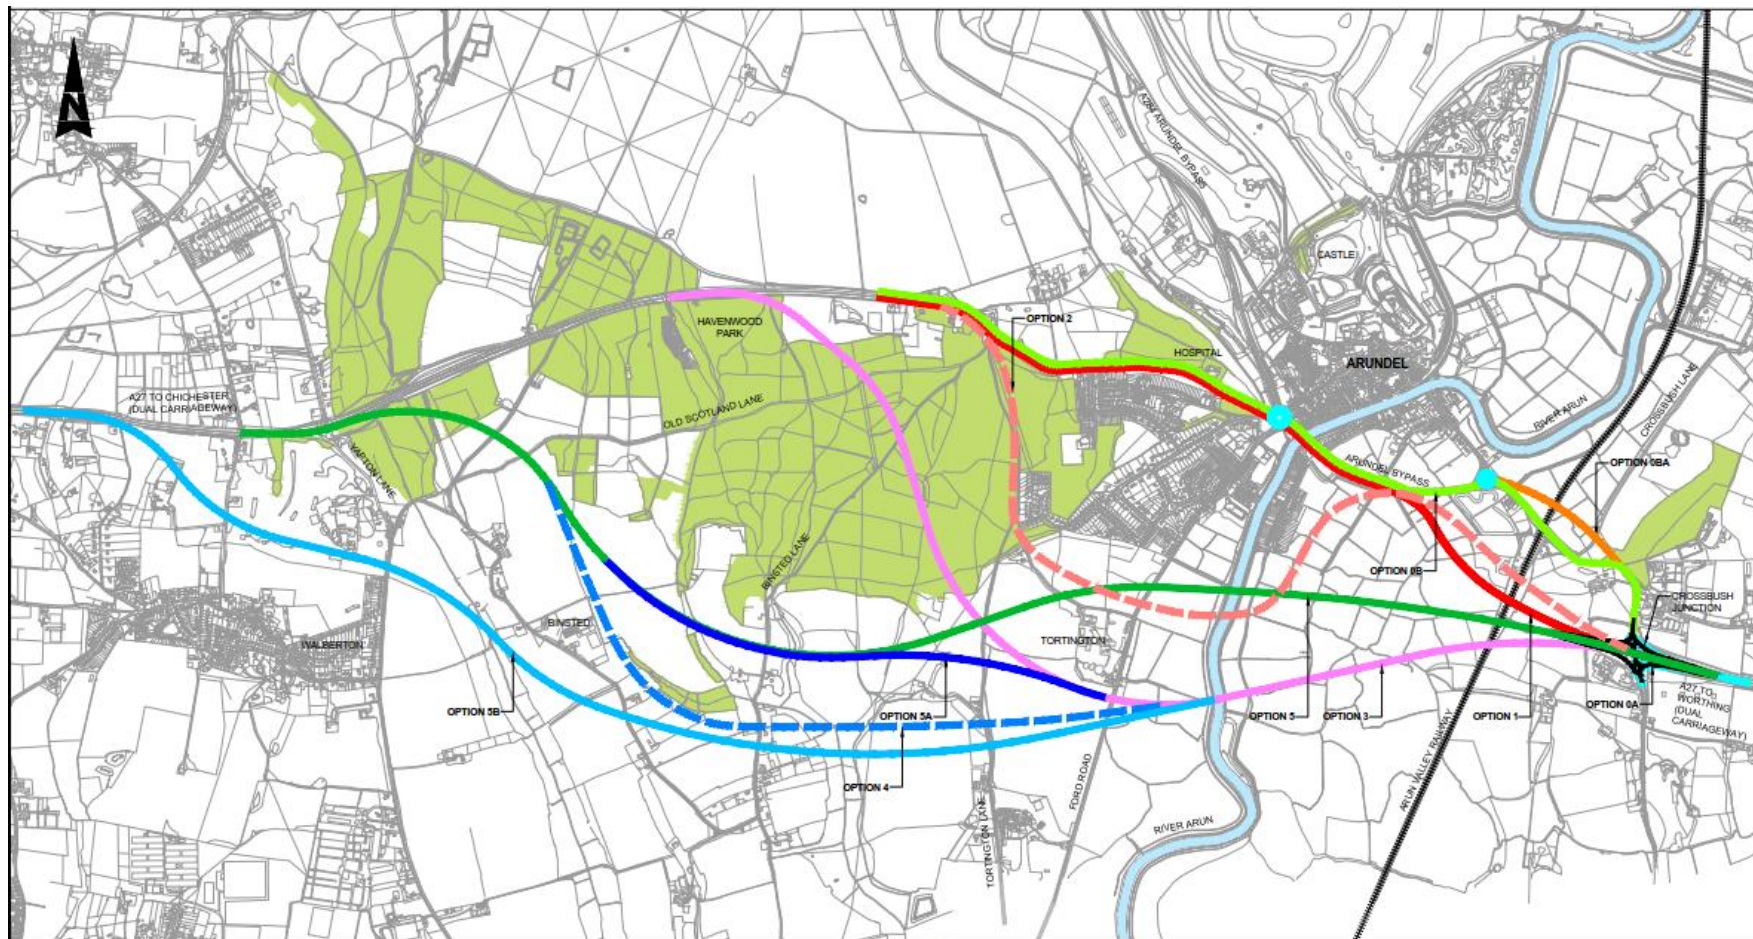 N
A284 ARUNDEL BYPASS
CASTLE
HAVENWOOD
PARK
OPTION 2
HOSPITAL
ARUNDEL
A27 TO CHICHESTER
(DUAL CARRIAGEWAY)
OLD SCOTLAND LANE
YAPTON LANE
RIVER ARUN
CROSSBUSH LANE
ARUNDEL BYPASS
OPTION 0BA
BINSTED LANE
OPTION 0B
CROSSBUSH
JUNCTION
BINSTED
WALBERTON
TORTINGTON
OPTION 5B
OPTION 5A
OPTION 5
OPTION 3
OPTION 1
OPTION 0A
A27 TO
WORTHING
(DUAL
CARRIAGEWAY)
OPTION 4
FORD ROAD
ARUN VALLEY RAILWAY
TORTINGTON LANE
RIVER ARUN